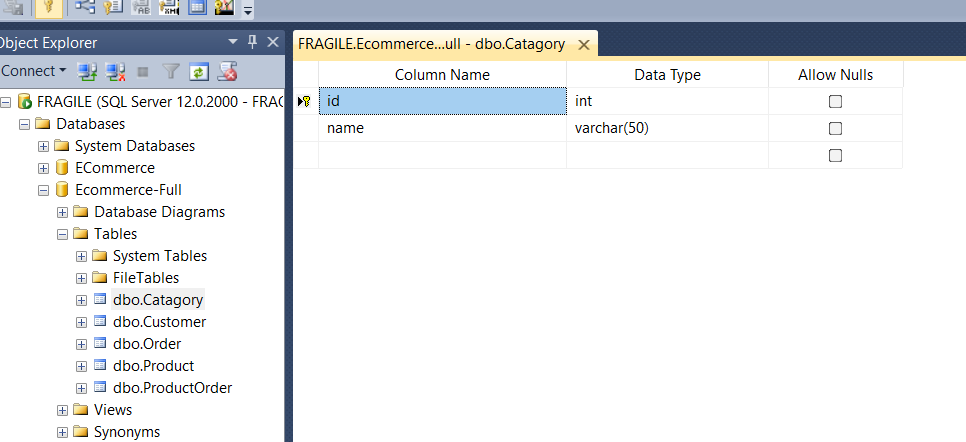 Object Explorer
Connect
FRAGILE (SQL Server 12.0.2000 - FRAG
Databases
System Databases
ECommerce
Ecommerce-Full
Database Diagrams
Tables
System Tables
FileTables
dbo.Catagory
dbo.Customer
dbo.Order
dbo.Product
dbo.ProductOrder
Views
Synonyms
FRAGILE.Ecommerce...ull - dbo.Catagory
Column Name Data Type Allow Nulls
id int
name varchar(50)